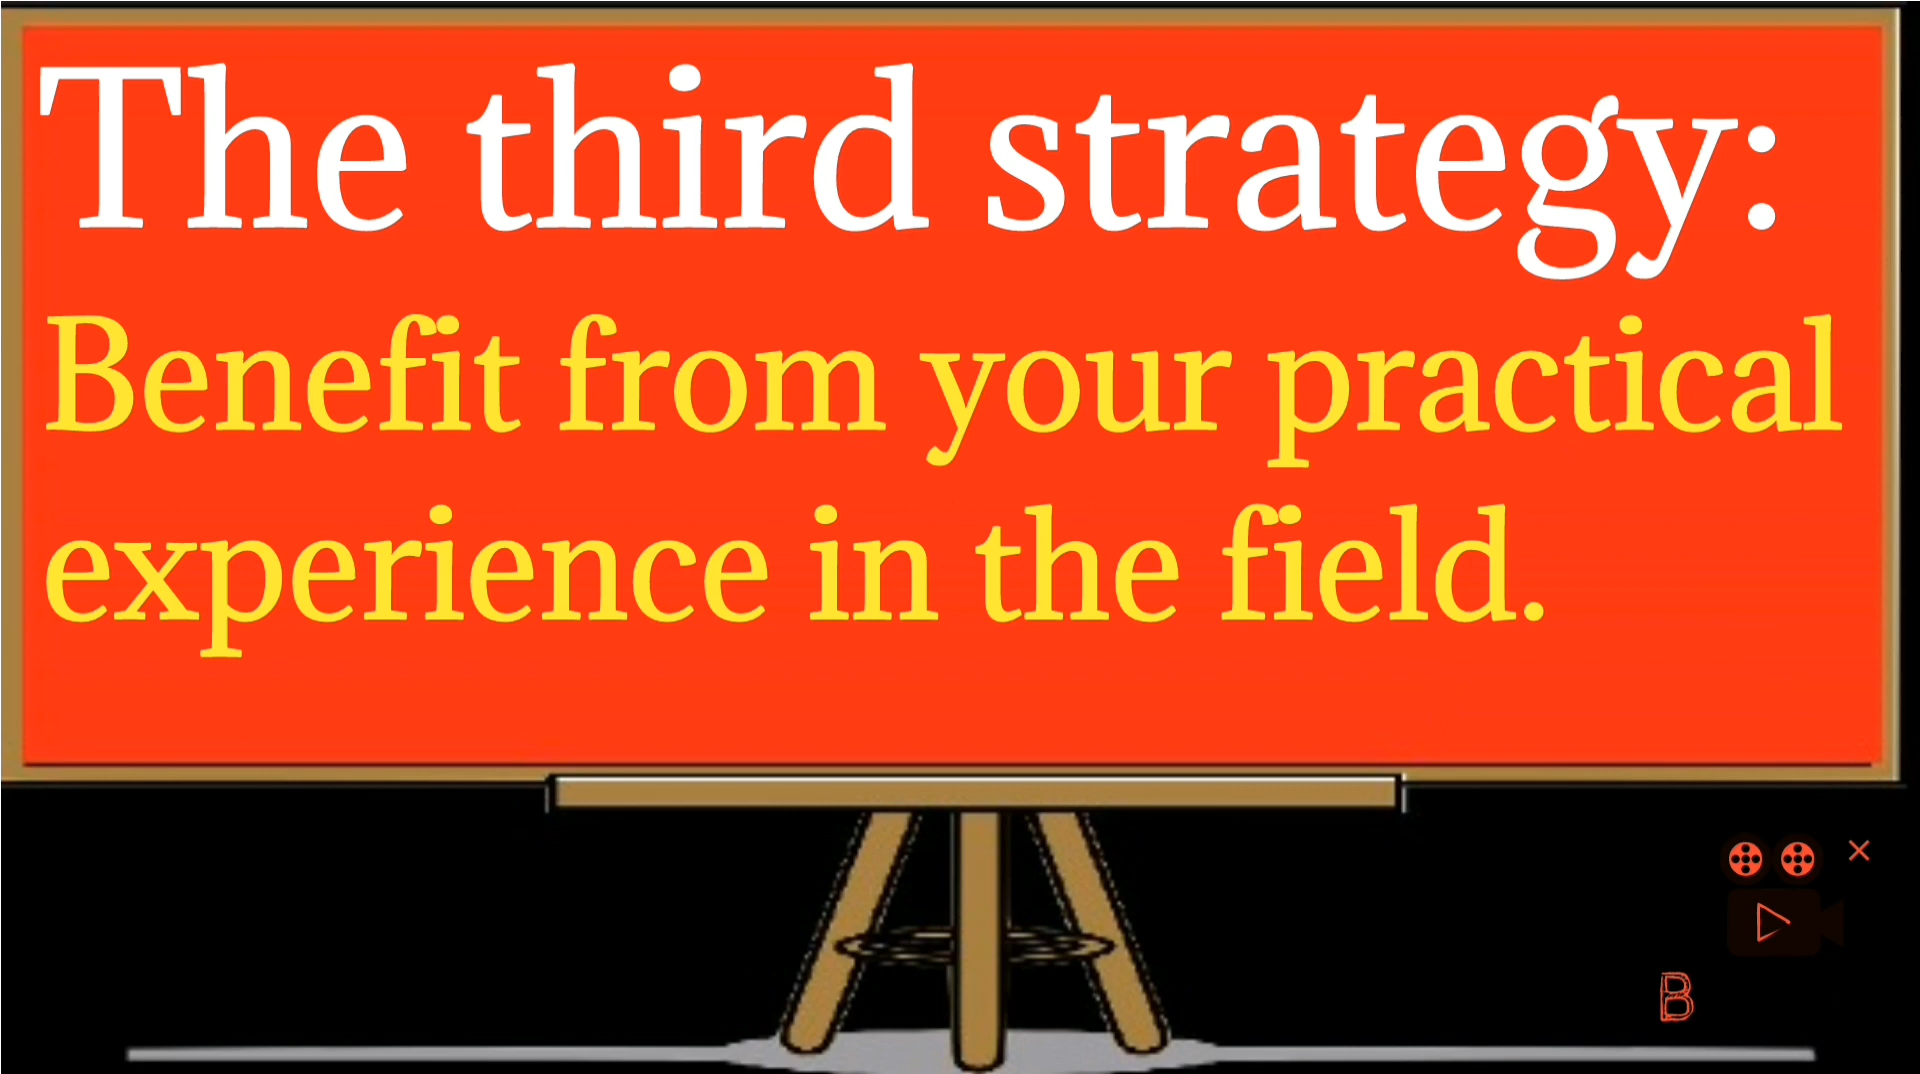 The third strategy:
Benefit from your practical
experience in the field.
B